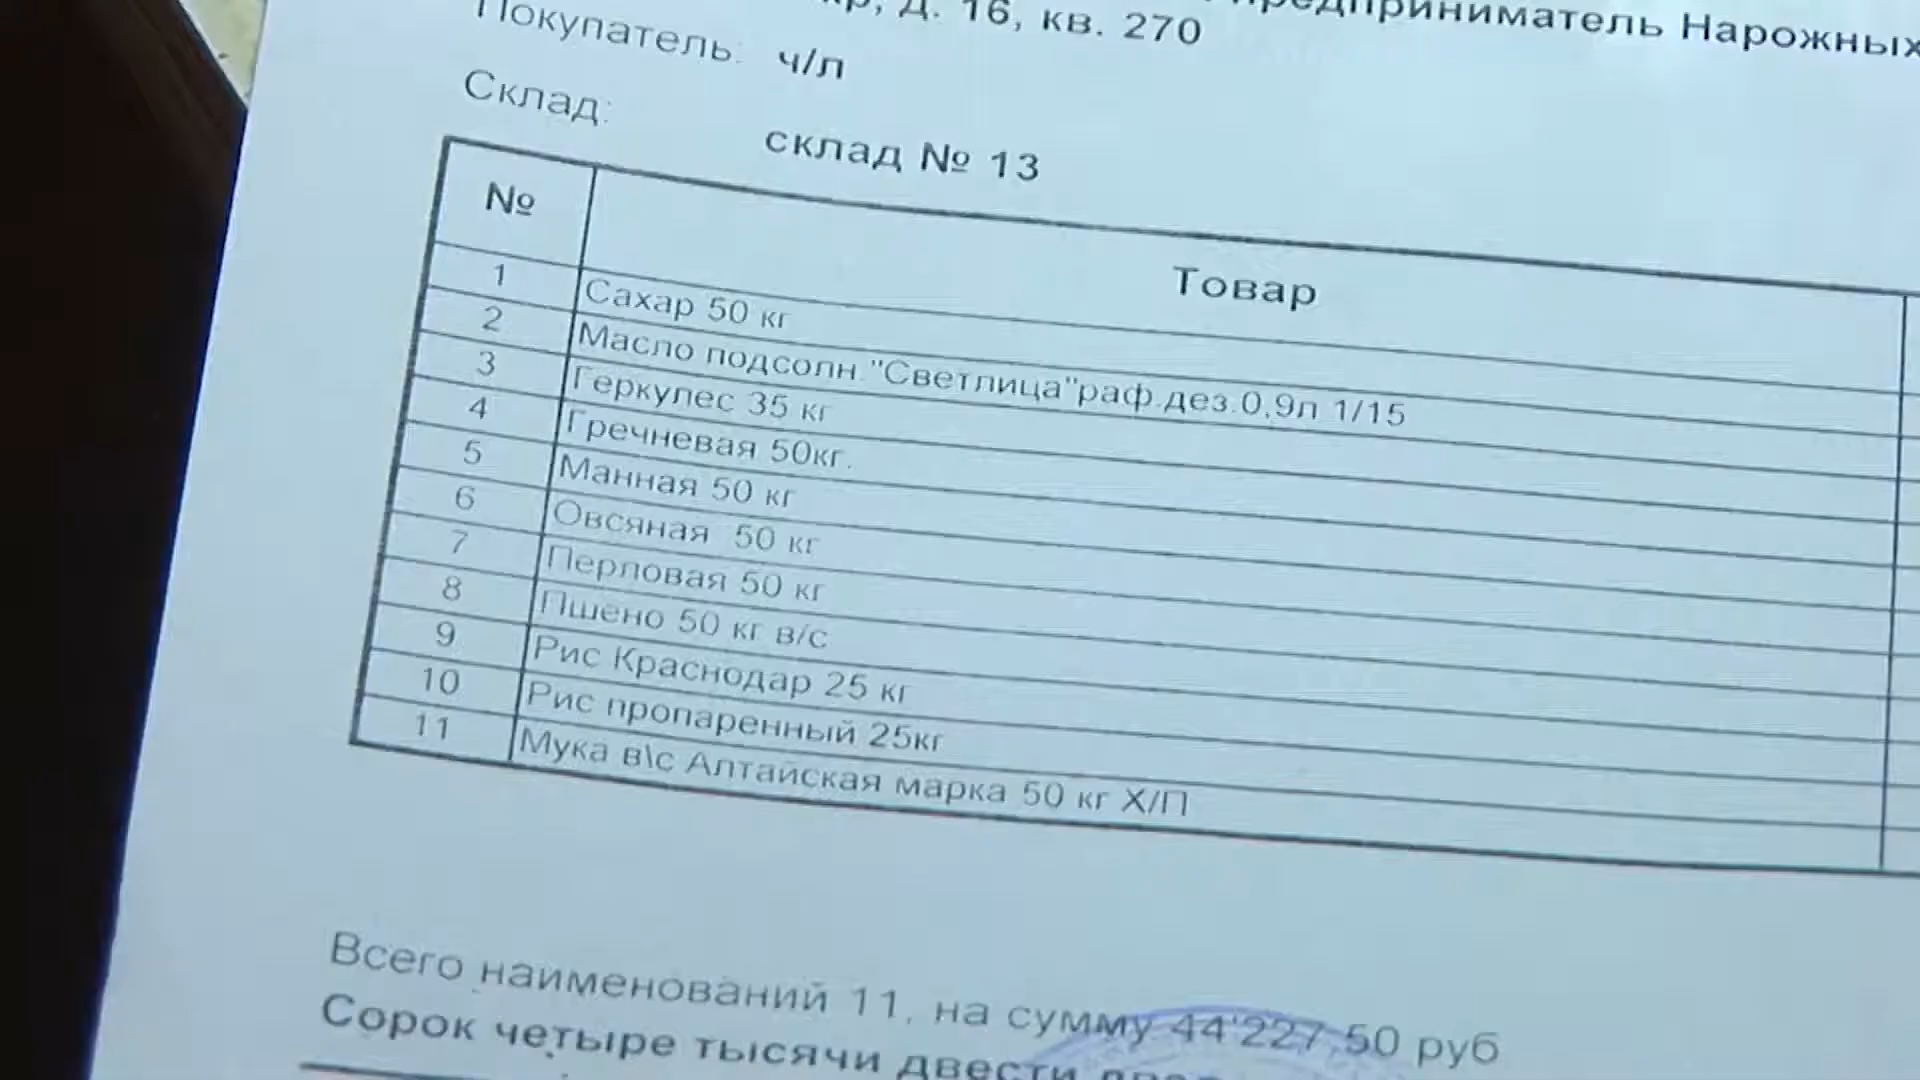 предприниматель Нарожных
д. 16, кв. 270
Покупатель: ч/л
Склад: склад № 13
№ Товар
1 Сахар 50 кг
2 Масло подсолн."Светлица"раф.дез.0,9л 1/15
3 Геркулес 35 кг
4 Гречневая 50кг.
5 Манная 50 кг
6 Овсяная 50 кг
7 Перловая 50 кг
8 Пшено 50 кг в/с
9 Рис Краснодар 25 кг
10 Рис пропаренный 25кг
11 Мука в\с Алтайская марка 50 кг Х/П
Всего наименований 11, на сумму 44'227,50 руб
Сорок четыре тысячи двести